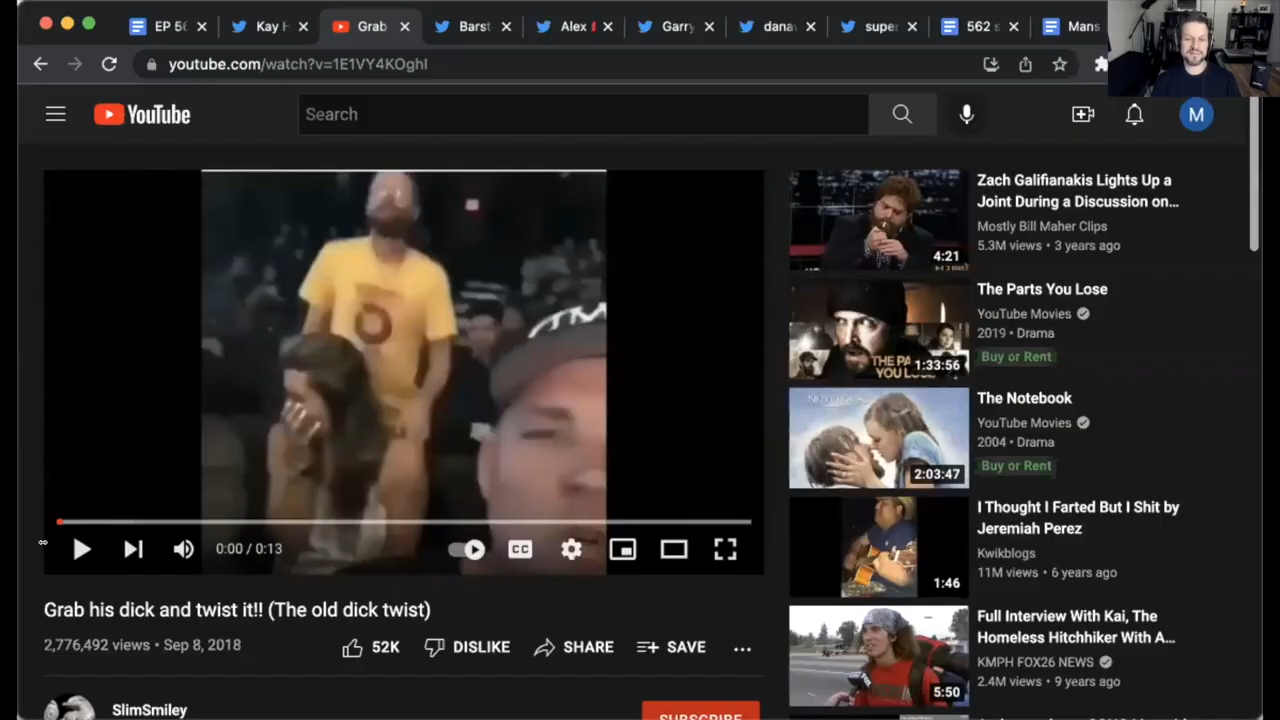 EP 56
Kay H
Grab
Barst
Alex
Garry
dana
super
562 s
Mans
youtube.com/watch?v=1E1VY4KOghI
YouTube
Search
M
Zach Galifianakis Lights Up a
Joint During a Discussion on...
Mostly Bill Maher Clips
5.3M views • 3 years ago
4:21
The Parts You Lose
YouTube Movies
2019 • Drama
Buy or Rent
THE PA
YOU LOSE
1:33:56
The Notebook
YouTube Movies
2004 • Drama
Buy or Rent
2:03:47
I Thought I Farted But I Shit by
Jeremiah Perez
Kwikblogs
11M views • 6 years ago
1:46
Full Interview With Kai, The
Homeless Hitchhiker With A...
KMPH FOX26 NEWS
2.4M views • 9 years ago
5:50
0:00 / 0:13
CC
Grab his dick and twist it!! (The old dick twist)
2,776,492 views • Sep 8, 2018
52K
DISLIKE
SHARE
SAVE
SlimSmiley
SUBSCRIBE